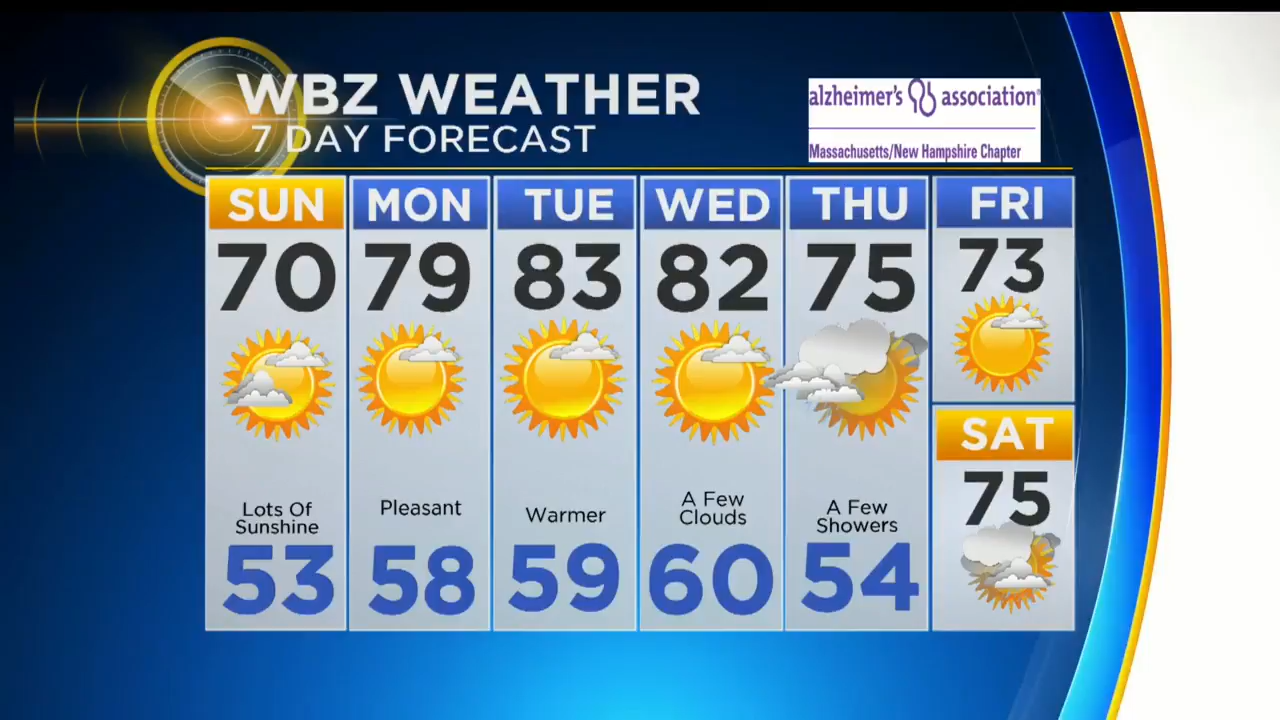 WBZ WEATHER
7 DAY FORECAST
alzheimer's association®
Massachusetts/New Hampshire Chapter
SUN
70
Lots Of
Sunshine
53
MON
79
Pleasant
58
TUE
83
Warmer
59
WED
82
A Few
Clouds
60
THU
75
A Few
Showers
54
FRI
73
SAT
75